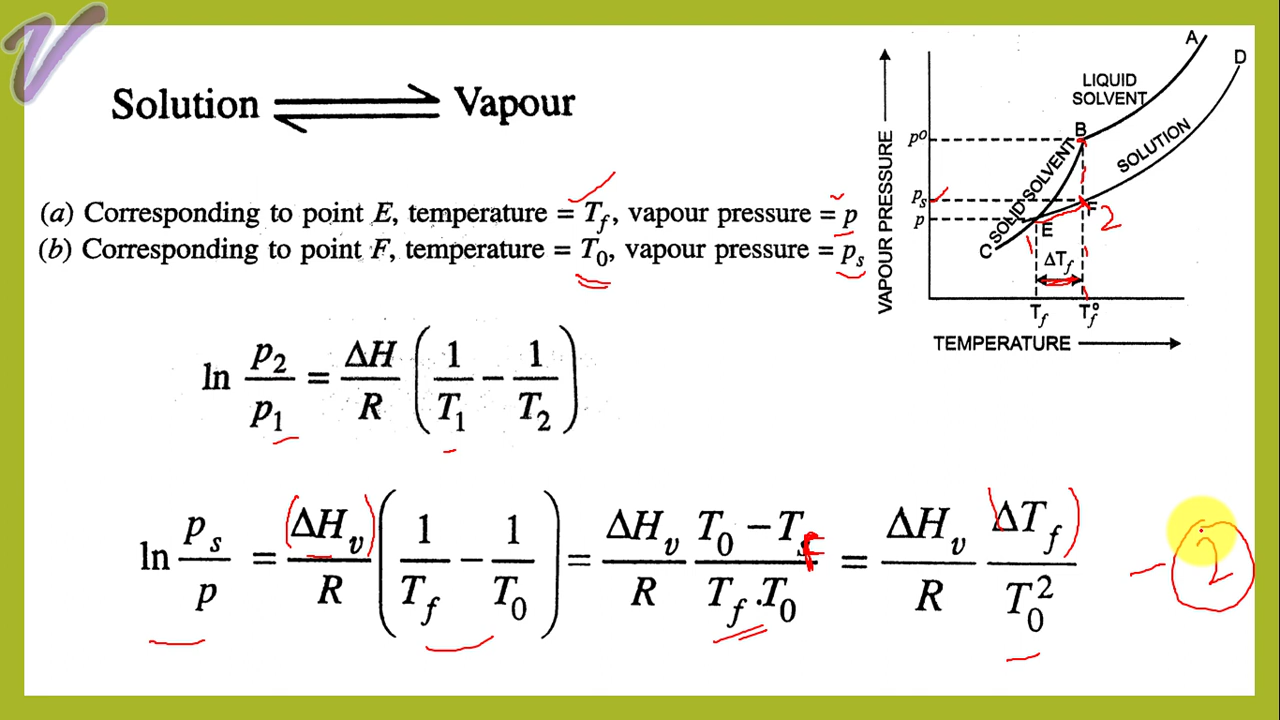 V
Solution ⇌ Vapour
(a) Corresponding to point E, temperature = T_f, vapour pressure = p
(b) Corresponding to point F, temperature = T_0, vapour pressure = p_s
ln p_2/p_1 = ΔH/R (1/T_1 − 1/T_2)
ln p_s/p = ΔH_v/R (1/T_f − 1/T_0) = ΔH_v/R T_0 − T_F/T_f .T_0 = ΔH_v/R ΔT_f/T_0^2 - 2
A
D
LIQUID
SOLVENT
B
p^o
SOLID SOLVENT
SOLUTION
p_s
F
2
p
E
1
C
ΔT_f
T_f
T_f^o
VAPOUR PRESSURE
TEMPERATURE